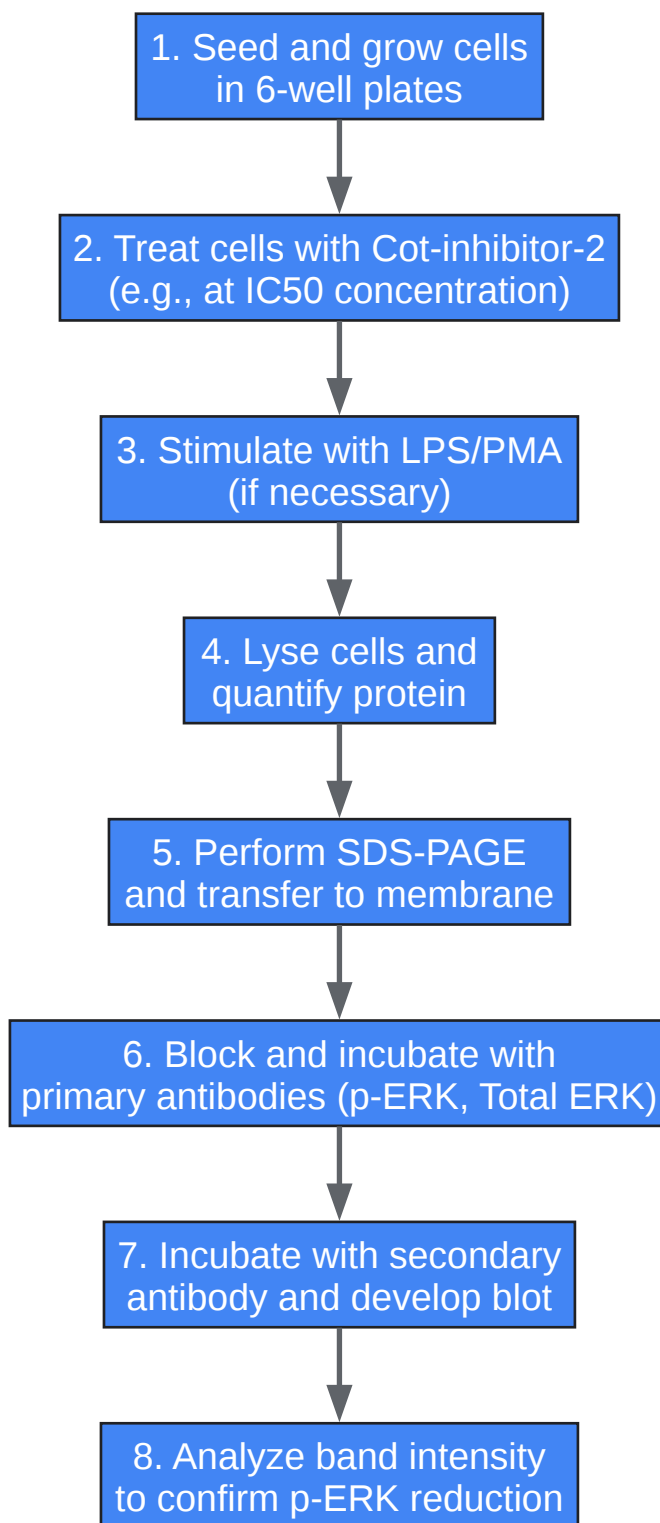 1. Seed and grow cells
in 6-well plates
2. Treat cells with Cot-inhibitor-2
(e.g., at IC50 concentration)
3. Stimulate with LPS/PMA
(if necessary)
4. Lyse cells and
quantify protein
5. Perform SDS-PAGE
and transfer to membrane
6. Block and incubate with
primary antibodies (p-ERK, Total ERK)
7. Incubate with secondary
antibody and develop blot
8. Analyze band intensity
to confirm p-ERK reduction